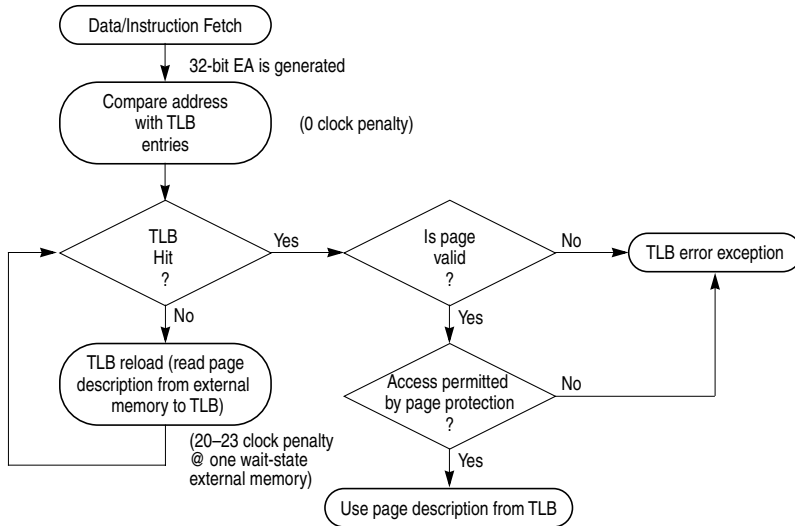 Data/Instruction Fetch
32-bit EA is generated
Compare address
with TLB
entries
(0 clock penalty)
TLB
Hit
?
Yes
Is page
valid
?
No
TLB error exception
No
Yes
TLB reload (read page
description from external
memory to TLB)
Access permitted
by page protection
?
No
(20–23 clock penalty
@ one wait-state
external memory)
Yes
Use page description from TLB